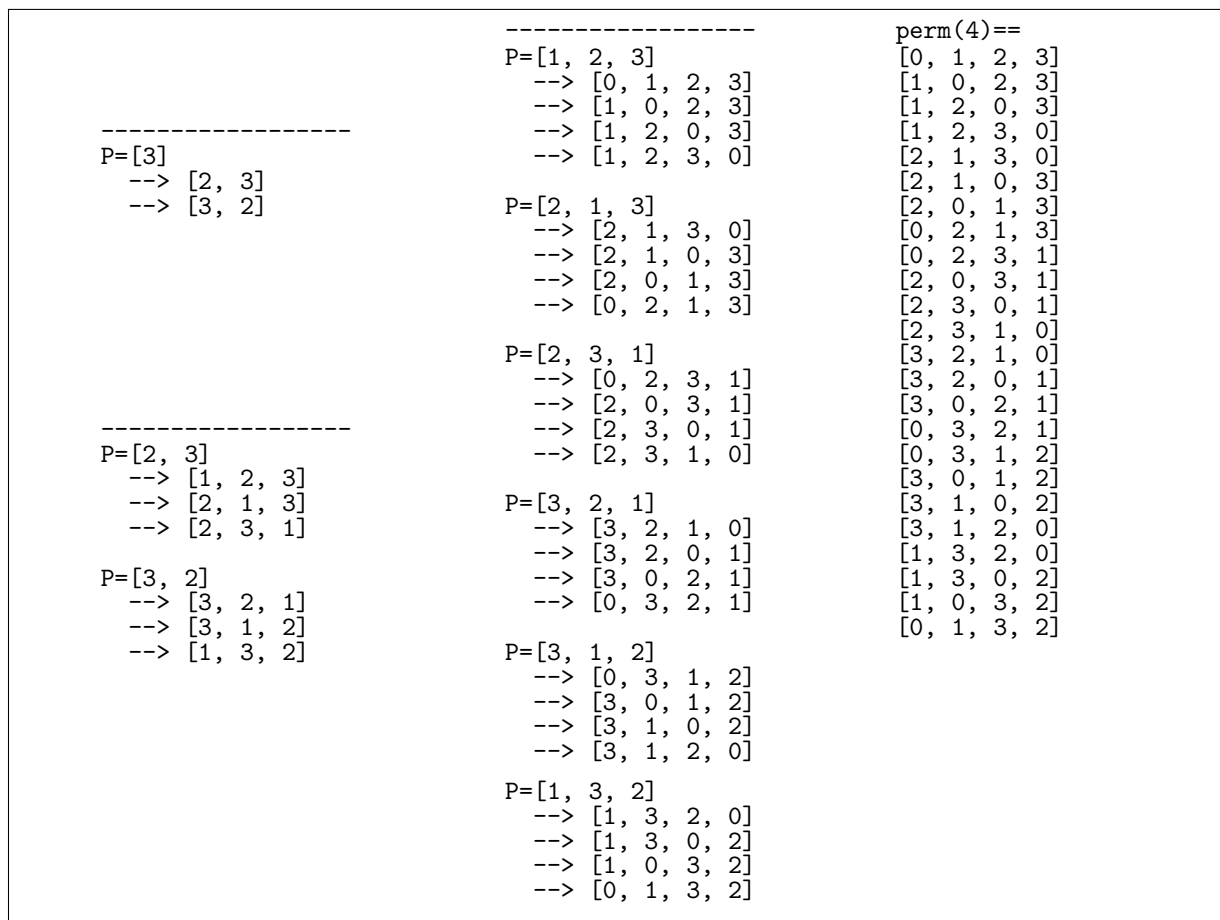 ------------------
P=[3]
  --> [2, 3]
  --> [3, 2]
------------------
P=[2, 3]
  --> [1, 2, 3]
  --> [2, 1, 3]
  --> [2, 3, 1]
P=[3, 2]
  --> [3, 2, 1]
  --> [3, 1, 2]
  --> [1, 3, 2]
------------------
P=[1, 2, 3]
  --> [0, 1, 2, 3]
  --> [1, 0, 2, 3]
  --> [1, 2, 0, 3]
  --> [1, 2, 3, 0]
P=[2, 1, 3]
  --> [2, 1, 3, 0]
  --> [2, 1, 0, 3]
  --> [2, 0, 1, 3]
  --> [0, 2, 1, 3]
P=[2, 3, 1]
  --> [0, 2, 3, 1]
  --> [2, 0, 3, 1]
  --> [2, 3, 0, 1]
  --> [2, 3, 1, 0]
P=[3, 2, 1]
  --> [3, 2, 1, 0]
  --> [3, 2, 0, 1]
  --> [3, 0, 2, 1]
  --> [0, 3, 2, 1]
P=[3, 1, 2]
  --> [0, 3, 1, 2]
  --> [3, 0, 1, 2]
  --> [3, 1, 0, 2]
  --> [3, 1, 2, 0]
P=[1, 3, 2]
  --> [1, 3, 2, 0]
  --> [1, 3, 0, 2]
  --> [1, 0, 3, 2]
  --> [0, 1, 3, 2]
perm(4)==
[0, 1, 2, 3]
[1, 0, 2, 3]
[1, 2, 0, 3]
[1, 2, 3, 0]
[2, 1, 3, 0]
[2, 1, 0, 3]
[2, 0, 1, 3]
[0, 2, 1, 3]
[0, 2, 3, 1]
[2, 0, 3, 1]
[2, 3, 0, 1]
[2, 3, 1, 0]
[3, 2, 1, 0]
[3, 2, 0, 1]
[3, 0, 2, 1]
[0, 3, 2, 1]
[0, 3, 1, 2]
[3, 0, 1, 2]
[3, 1, 0, 2]
[3, 1, 2, 0]
[1, 3, 2, 0]
[1, 3, 0, 2]
[1, 0, 3, 2]
[0, 1, 3, 2]